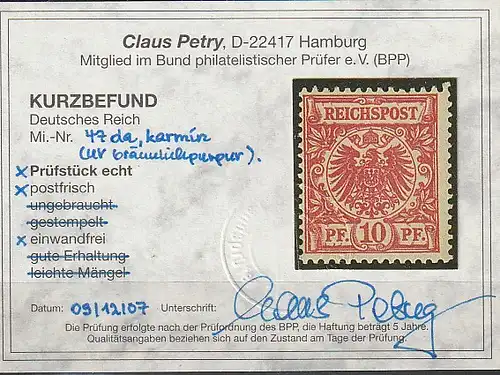 Claus Petry, D-22417 Hamburg
Mitglied im Bund philatelistischer Prüfer e.V. (BPP)
KURZBEFUND
Deutsches Reich
Mi.-Nr. 47 da, karmin
(UV bräunlichpurpur).
x Prüfstück echt
x postfrisch
ungebraucht
gestempelt
x einwandfrei
gute Erhaltung
leichte Mängel
REICHSPOST
PF. 10 PF.
Datum: 09/12/07 Unterschrift: Claus Petry
Die Prüfung erfolgte nach der Prüfordnung des BPP, die Haftung beträgt 5 Jahre.
Qualitätsangaben beziehen sich auf den Zustand am Tage der Prüfung.